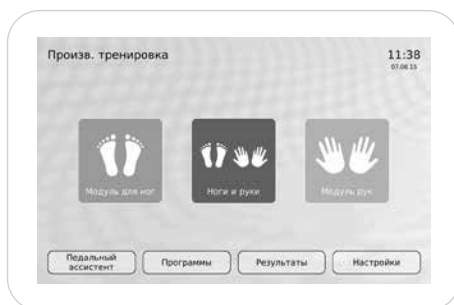 Произв. тренировка
11:38
07.06 13
Модуль для ног
Ноги и руки
Модуль рук
Педальный
ассистент
Программы
Результаты
Настройки